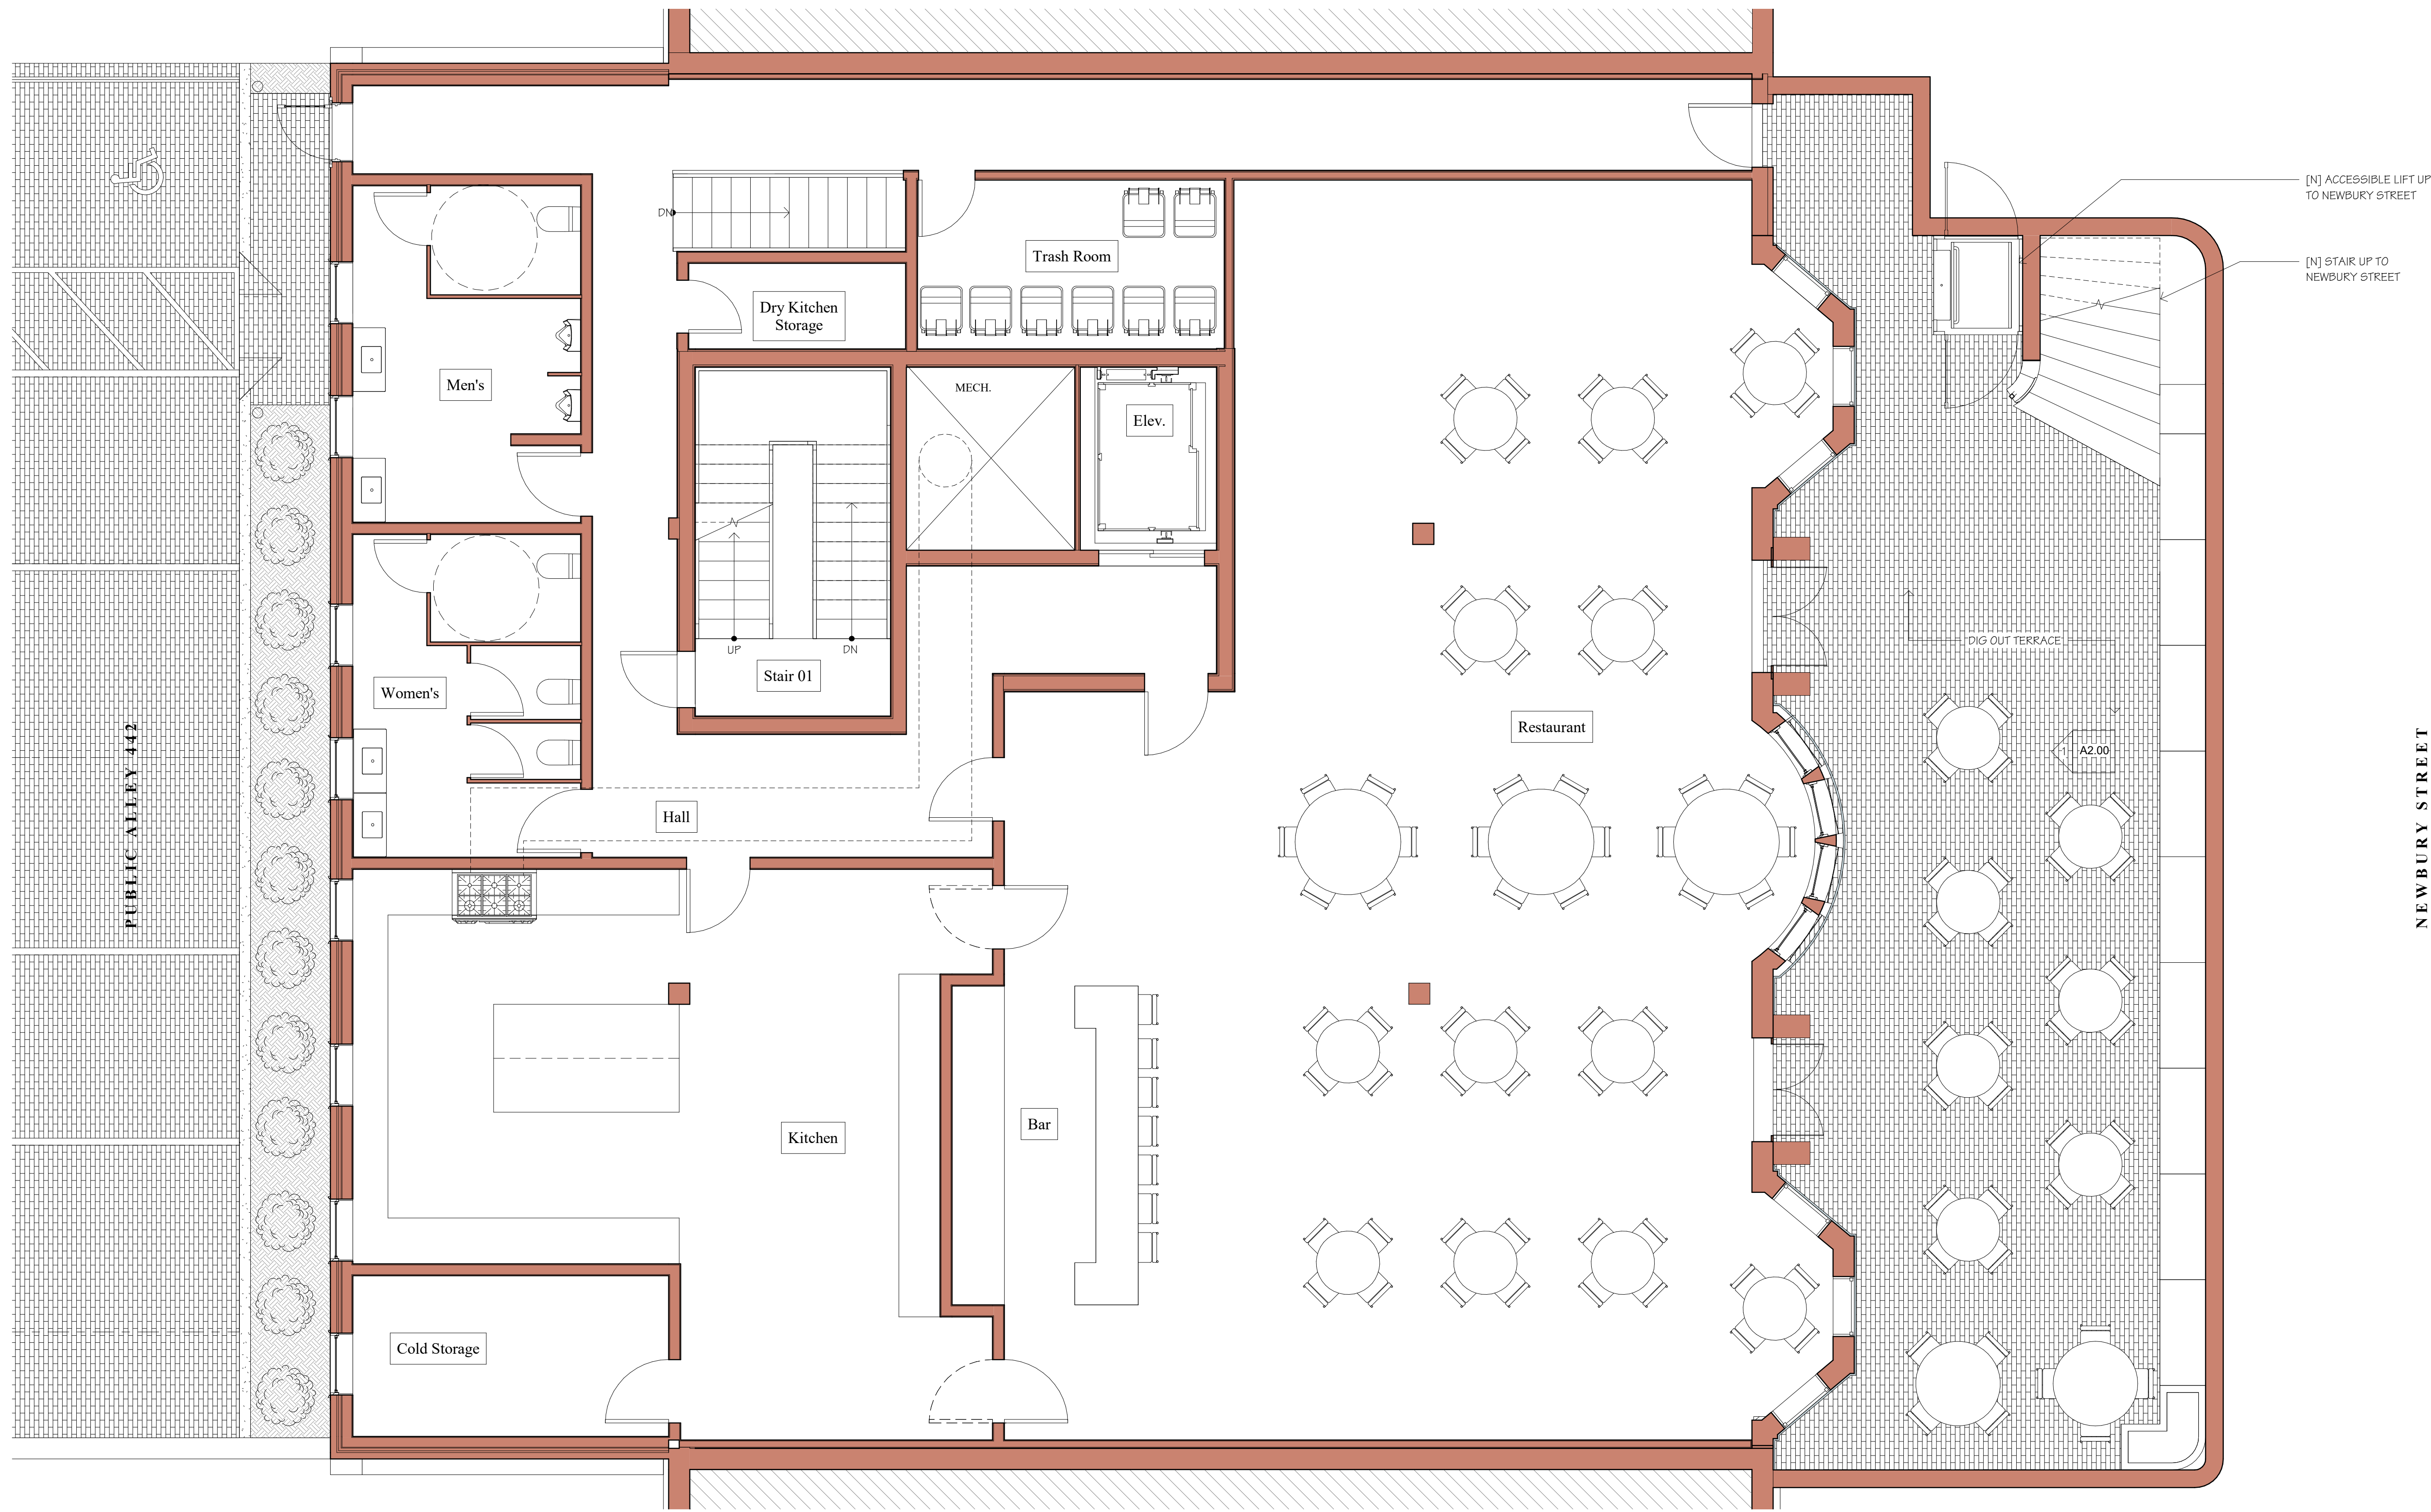 [N] ACCESSIBLE LIFT UP
TO NEWBURY STREET
[N] STAIR UP TO
NEWBURY STREET
DN
Trash Room
Dry Kitchen
Storage
Men's
MECH.
Elev.
UP
DN
Stair 01
DIG OUT TERRACE
Women's
Restaurant
1
A2.00
PUBLIC ALLEY 442
NEWBURY STREET
Hall
Bar
Kitchen
Cold Storage